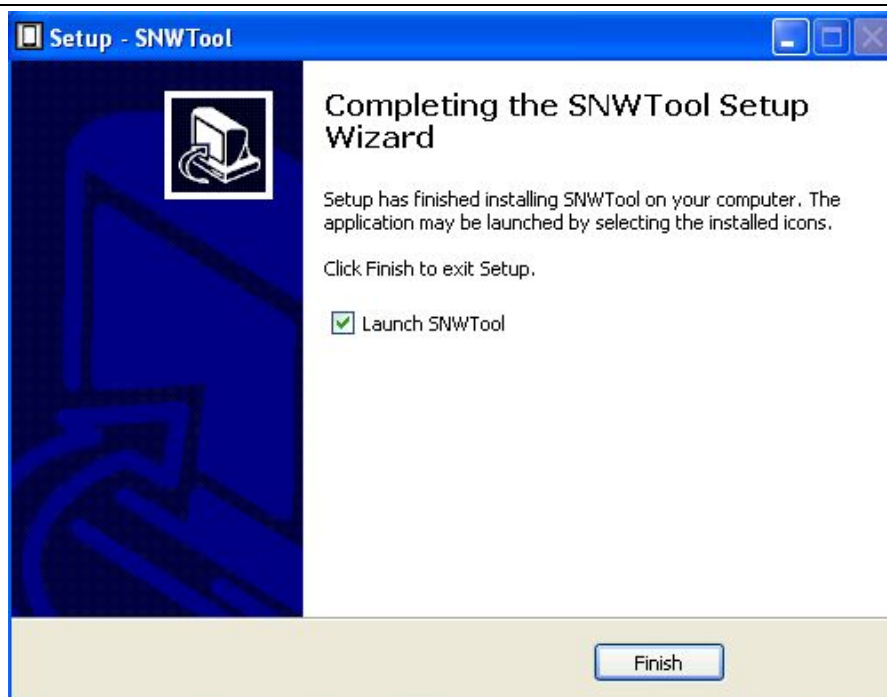 Setup - SNWTool
Completing the SNWTool Setup
Wizard
Setup has finished installing SNWTool on your computer. The
application may be launched by selecting the installed icons.
Click Finish to exit Setup.
Launch SNWTool
Finish